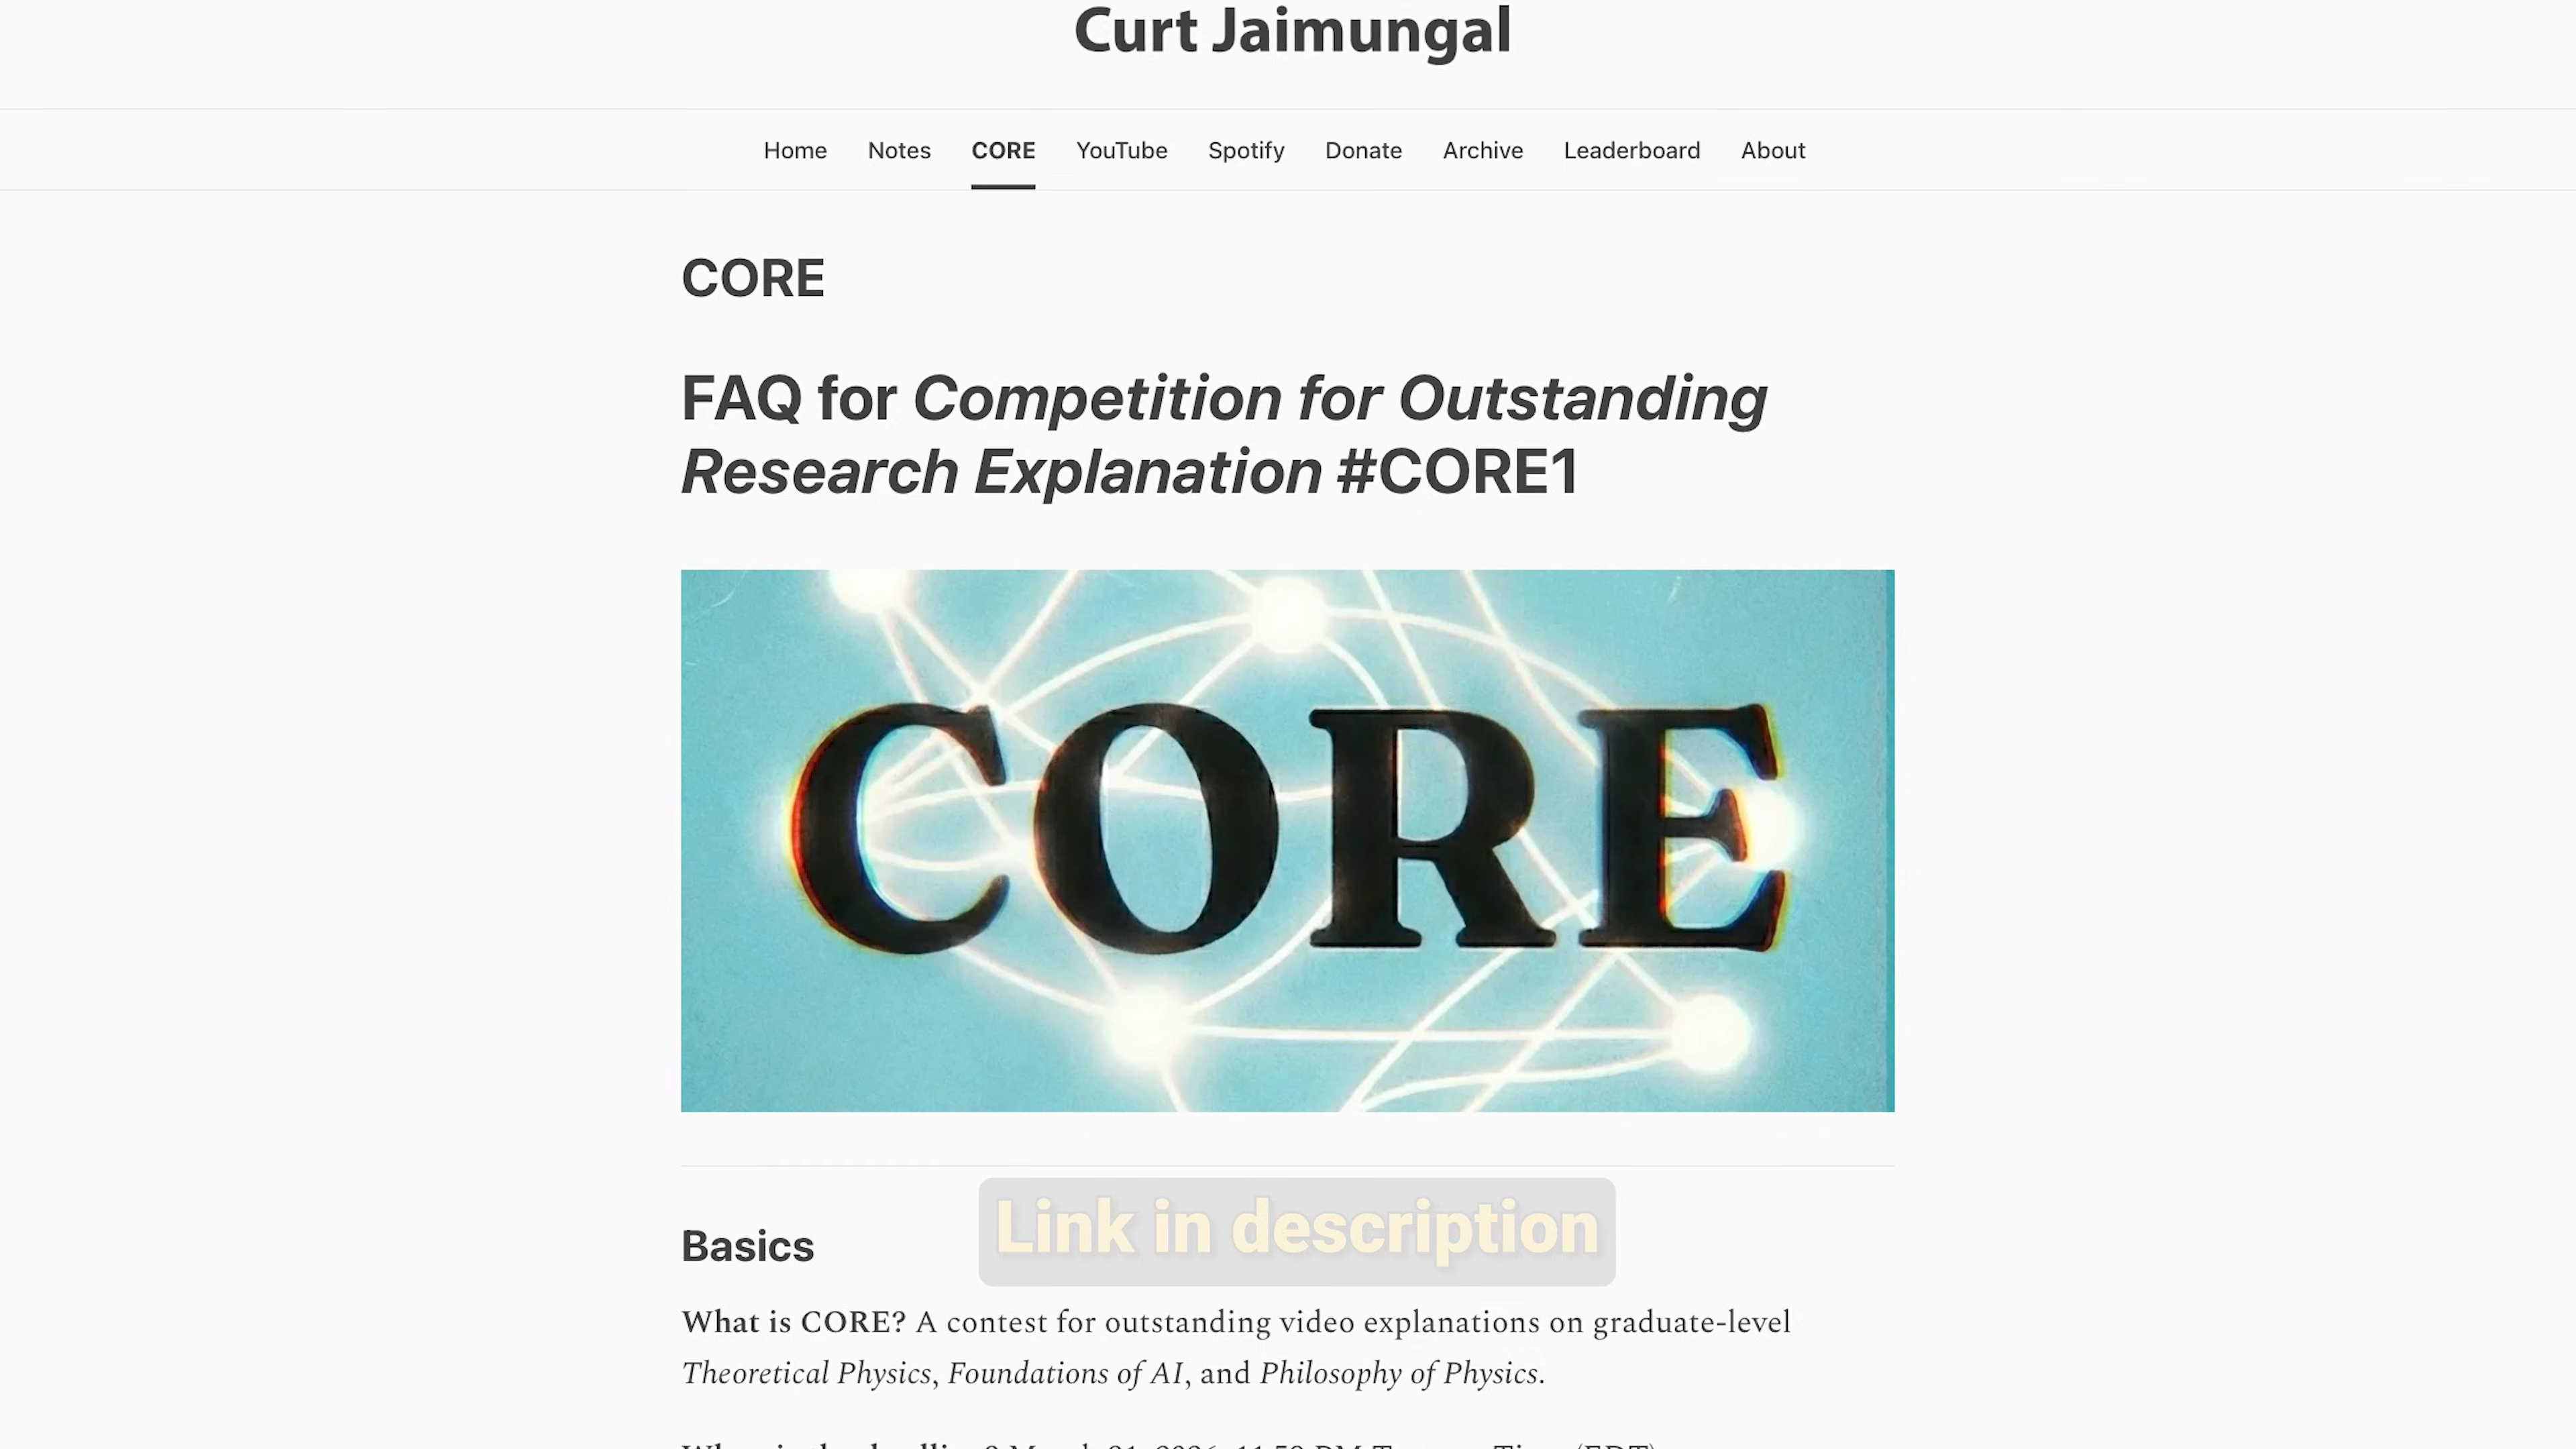 Curt Jaimungal
Home Notes CORE YouTube Spotify Donate Archive Leaderboard About
CORE
FAQ for Competition for Outstanding
Research Explanation #CORE1
CORE
Link in description
Basics
What is CORE? A contest for outstanding video explanations on graduate-level
Theoretical Physics, Foundations of AI, and Philosophy of Physics.